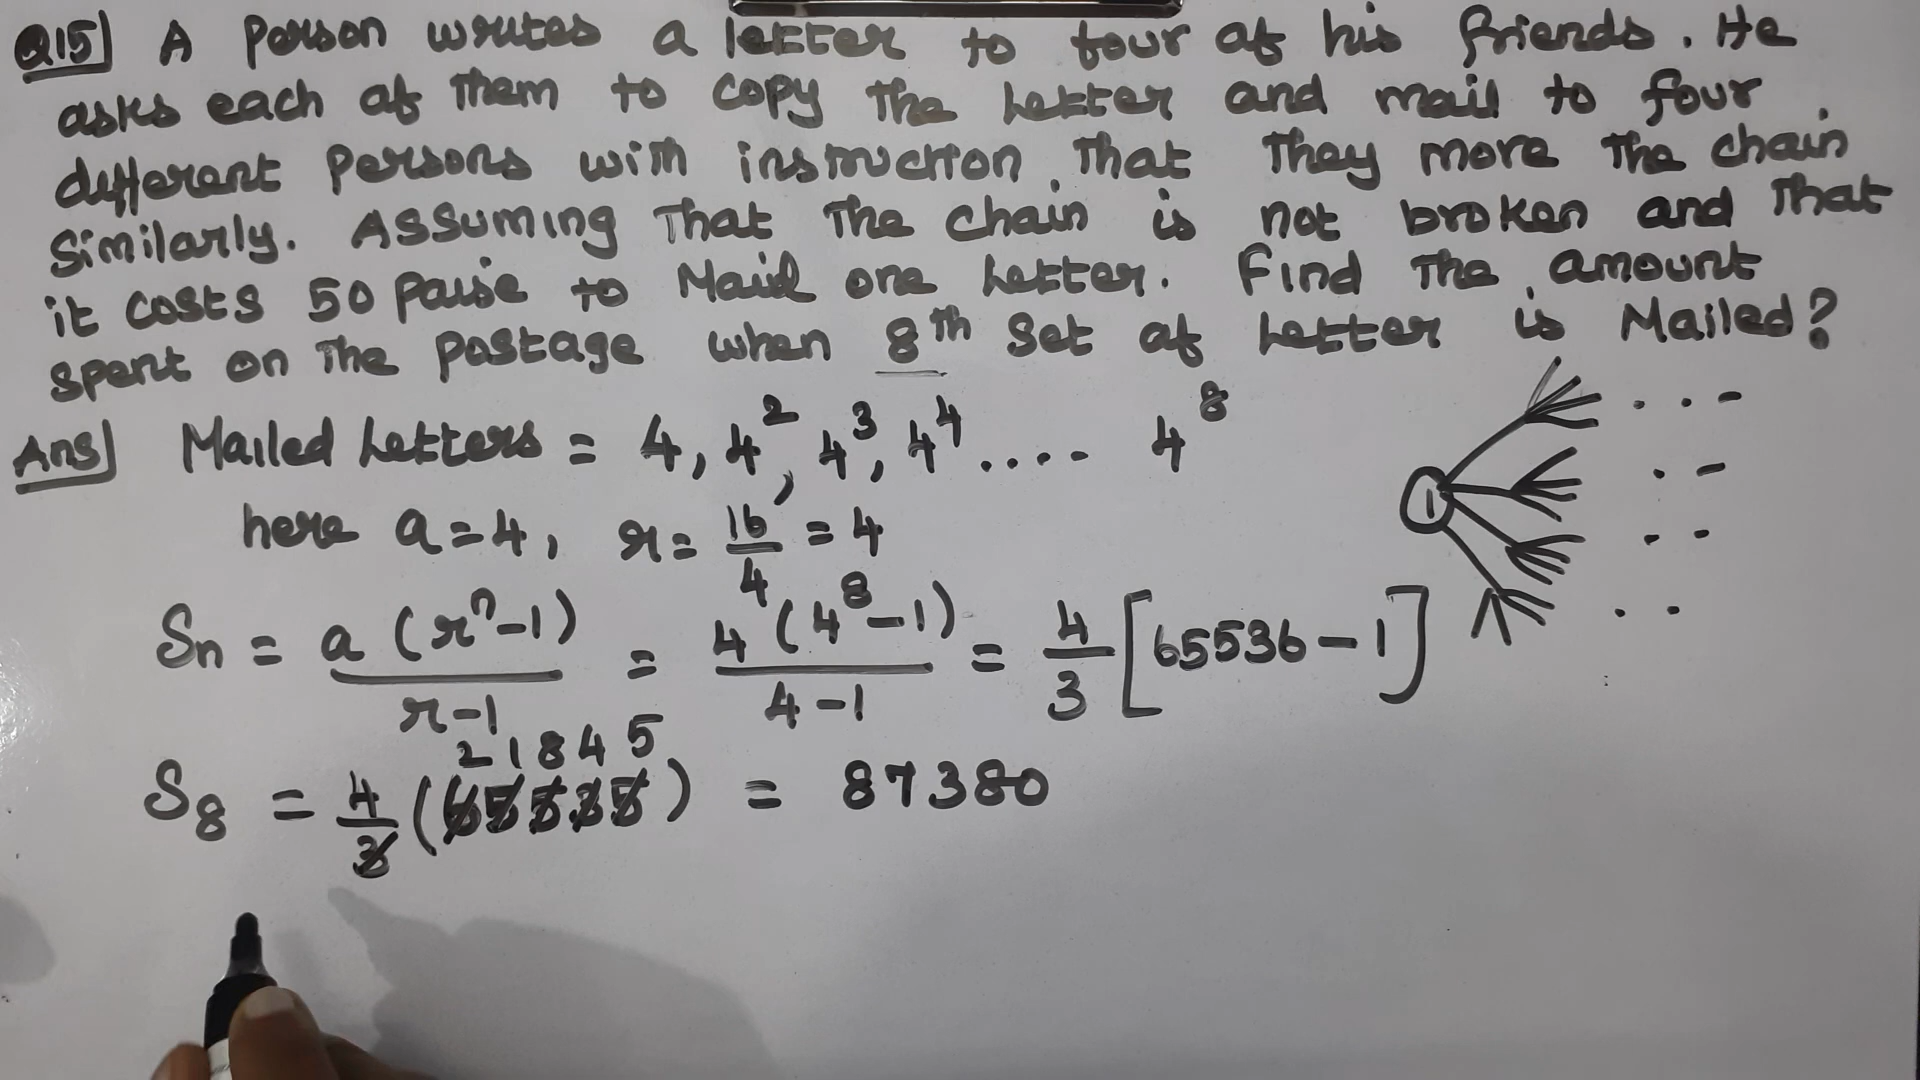 Q15] A Person writes a letter to four of his friends. He
asks each of them to copy the letter and mail to four
different persons with instruction that they move the chain
Similarly. Assuming that the chain is not broken and that
it costs 50 paise to Mail one letter. Find the amount
spent on the postage when 8th set of letter is Mailed?
Ans] Mailed letters = 4, 4², 4³, 4⁴ .... 4⁸
here a=4, r = 16/4 = 4
Sn = a(rⁿ-1)/r-1 = 4(4⁸-1)/4-1 = 4/3 [65536-1]
21845
S₈ = 4/3 (65535) = 87380
1